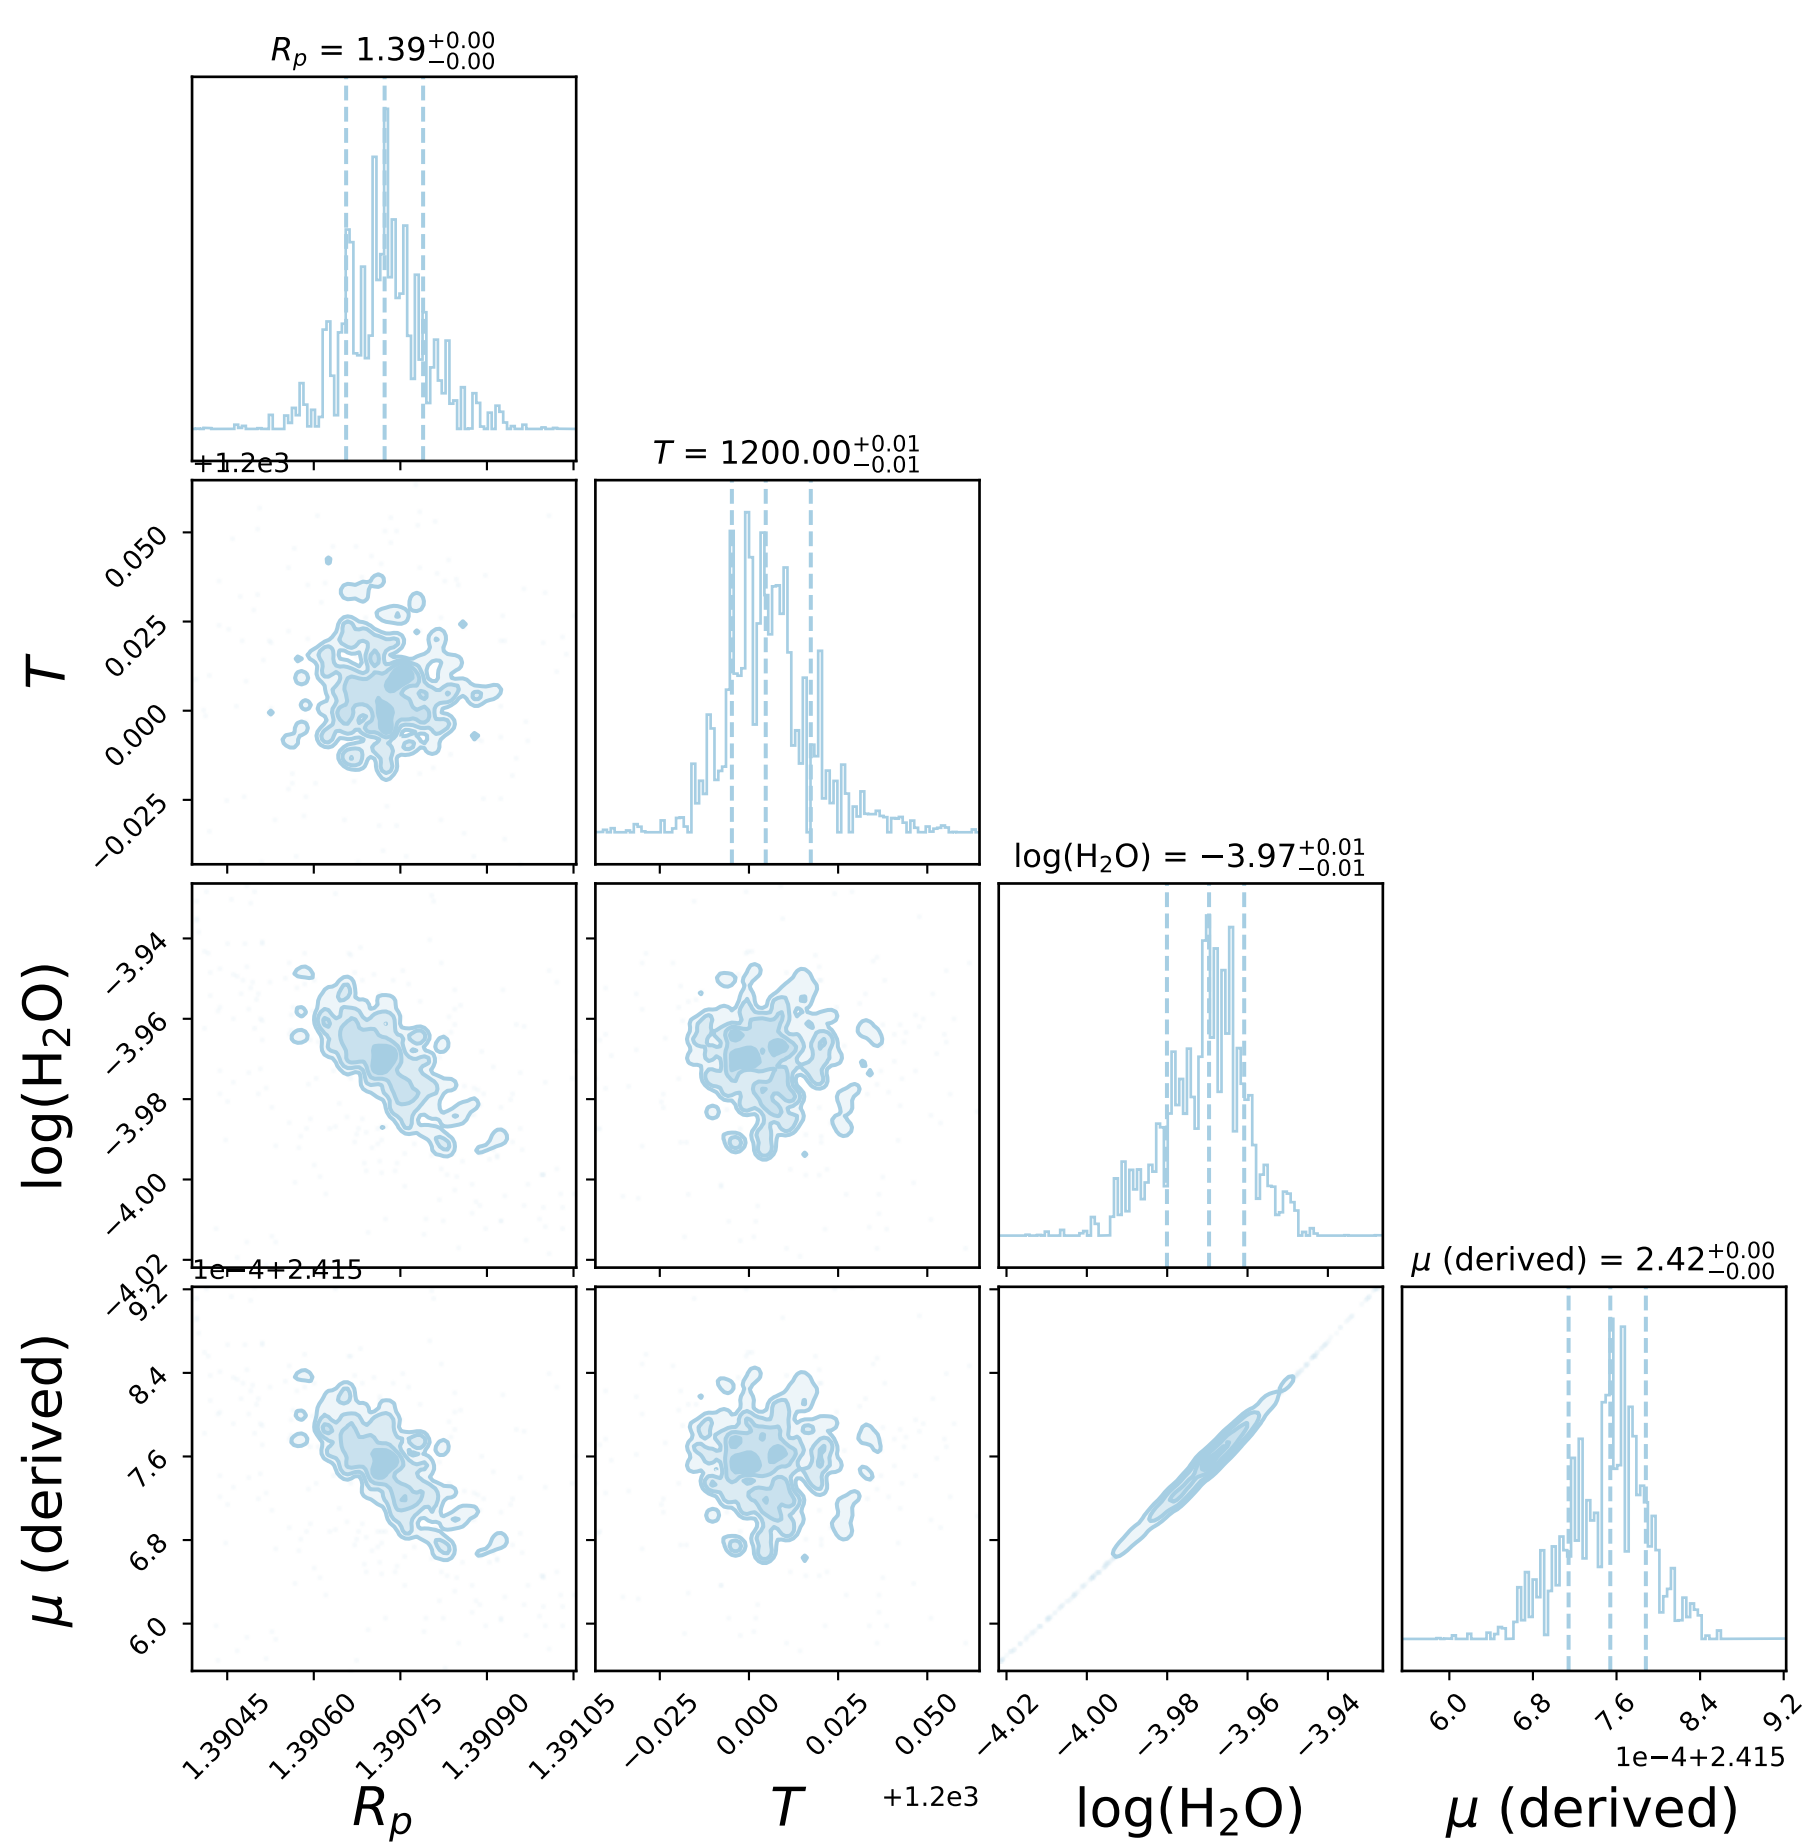 R_p = 1.39 +0.00 −0.00
+1.2e3
T = 1200.00 +0.01 −0.01
0.050
0.025
0.000
−0.025
T
log(H₂O) = −3.97 +0.01 −0.01
−3.94
−3.96
−3.98
−4.00
−4.02
log(H₂O)
1e−4+2.415
μ (derived) = 2.42 +0.00 −0.00
9.2
8.4
7.6
6.8
6.0
μ (derived)
1.39045 1.39060 1.39075 1.39090 1.39105
−0.025 0.000 0.025 0.050
−4.02 −4.00 −3.98 −3.96 −3.94
6.0 6.8 7.6 8.4 9.2
+1.2e3
1e−4+2.415
R_p T log(H₂O) μ (derived)